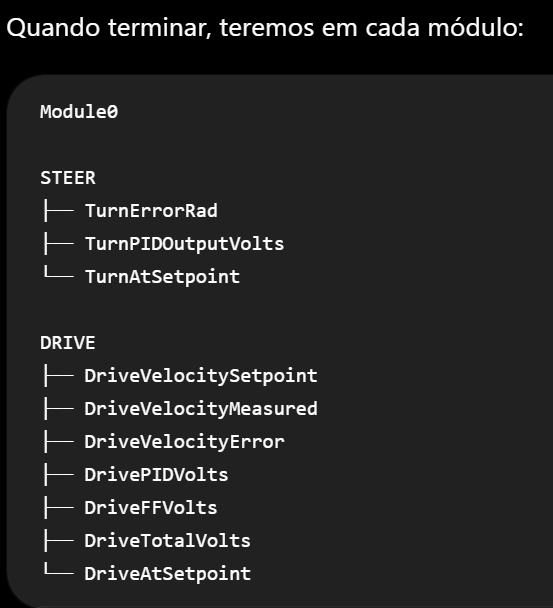 Quando terminar, teremos em cada módulo:
Module0
STEER
├── TurnErrorRad
├── TurnPIDOutputVolts
└── TurnAtSetpoint
DRIVE
├── DriveVelocitySetpoint
├── DriveVelocityMeasured
├── DriveVelocityError
├── DrivePIDVolts
├── DriveFFVolts
├── DriveTotalVolts
└── DriveAtSetpoint